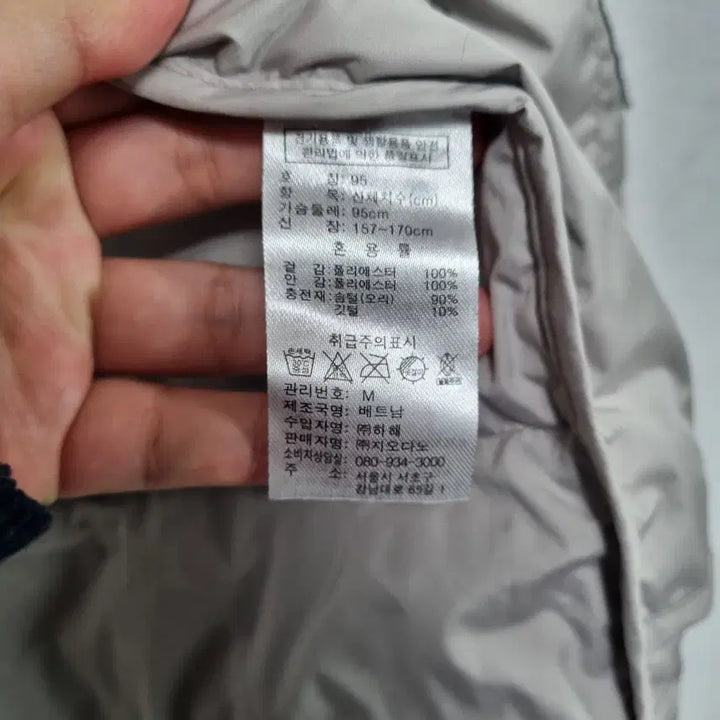 전기용품 및 생활용품 안전
관리법에 의한 품질표시
호 칭: 95
항 목: 신체치수(cm)
가슴둘레: 95cm
신 장: 157~170cm
혼 용 률
겉 감: 폴리에스터 100%
안 감: 폴리에스터 100%
충전재: 솜털(오리) 90%
깃털 10%
취급주의표시
손세탁
관리번호: M
제조국명: 베트남
수입자명: ㈜하해
판매자명: ㈜지오다노
소비자상담실: 080-934-3000
주 소: 서울시 서초구
강남대로 65길 1